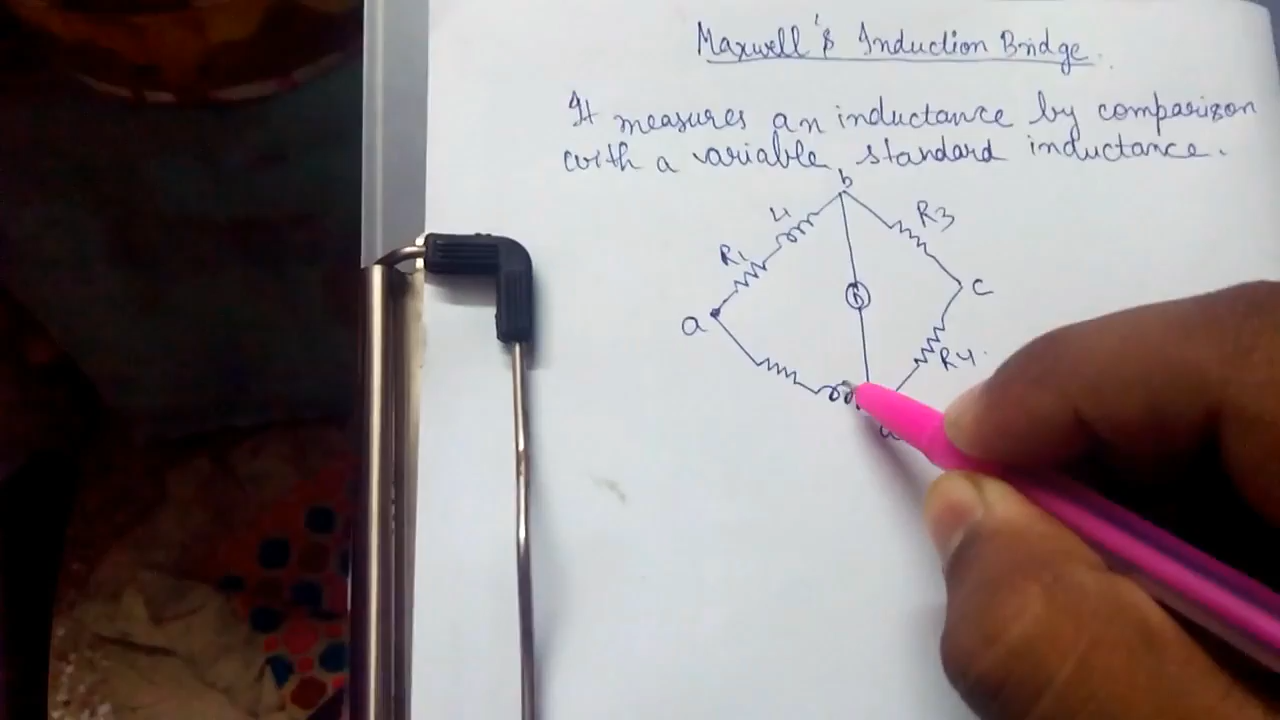 Maxwell's Induction Bridge.
It measures an inductance by comparison
with a variable standard inductance.
b
L1
R3
R1
c
a
R4.